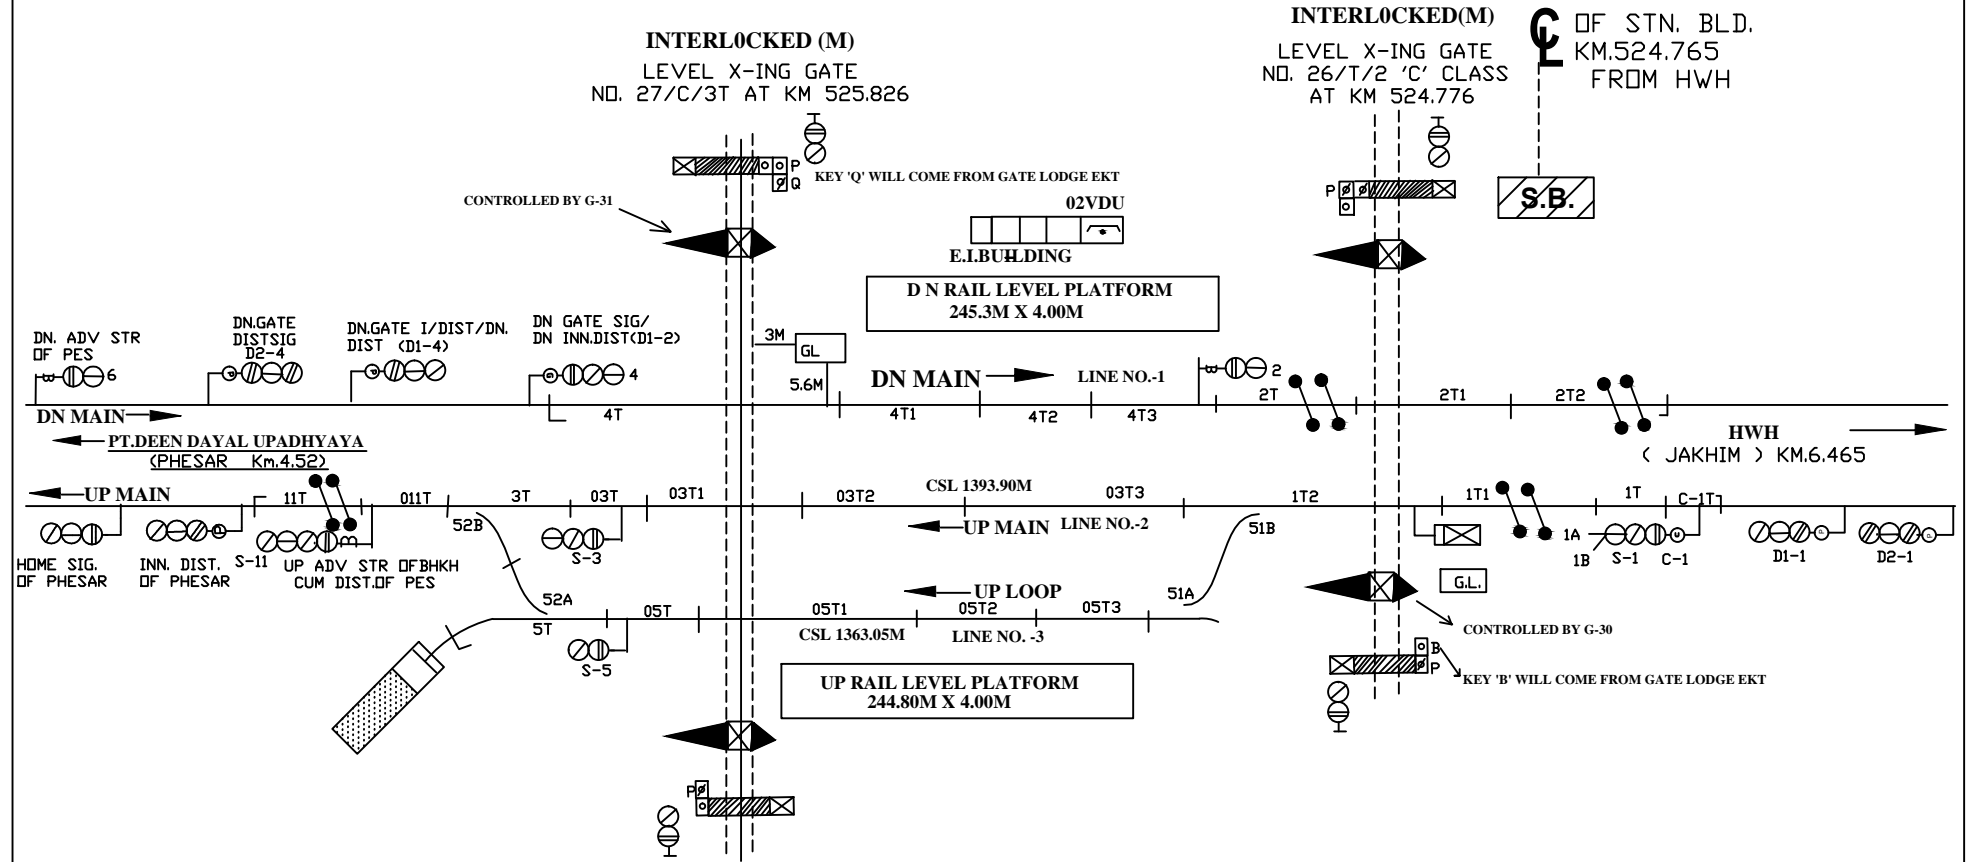 INTERL0CKED (M)
LEVEL X-ING GATE
NO. 27/C/3T AT KM 525.826
INTERL0CKED(M)
LEVEL X-ING GATE
NO. 26/T/2 'C' CLASS
AT KM 524.776
CL OF STN. BLD.
KM.524.765
FROM HWH
P
Q
KEY 'Q' WILL COME FROM GATE LODGE EKT
CONTROLLED BY G-31
02VDU
E.I.BUILDING
P
S.B.
D N RAIL LEVEL PLATFORM
245.3M X 4.00M
DN. ADV STR
OF PES
6
DN.GATE
DISTSIG
D2-4
P
DN.GATE I/DIST/DN.
DIST (D1-4)
P
DN GATE SIG/
DN INN.DIST(D1-2)
G
4
3M
GL
5.6M
DN MAIN
LINE NO.-1
2
2T
2T1
2T2
DN MAIN
4T
4T1
4T2
4T3
PT.DEEN DAYAL UPADHYAYA
(PHESAR Km.4.52)
HWH
( JAKHIM ) KM.6.465
UP MAIN
11T
011T
3T
03T
03T1
03T2
CSL 1393.90M
03T3
1T2
1T1
1T
C-1T
52B
UP MAIN LINE NO.-2
51B
HOME SIG.
OF PHESAR
INN. DIST.
OF PHESAR
P
S-11
UP ADV STR OFBHKH
CUM DIST.OF PES
S-3
1A
1B
S-1
C
C-1
P
D1-1
P
D2-1
UP LOOP
52A
5T
05T
05T1
05T2
05T3
51A
G.L.
CSL 1363.05M
LINE NO. -3
S-5
CONTROLLED BY G-30
B
P
KEY 'B' WILL COME FROM GATE LODGE EKT
UP RAIL LEVEL PLATFORM
244.80M X 4.00M
P